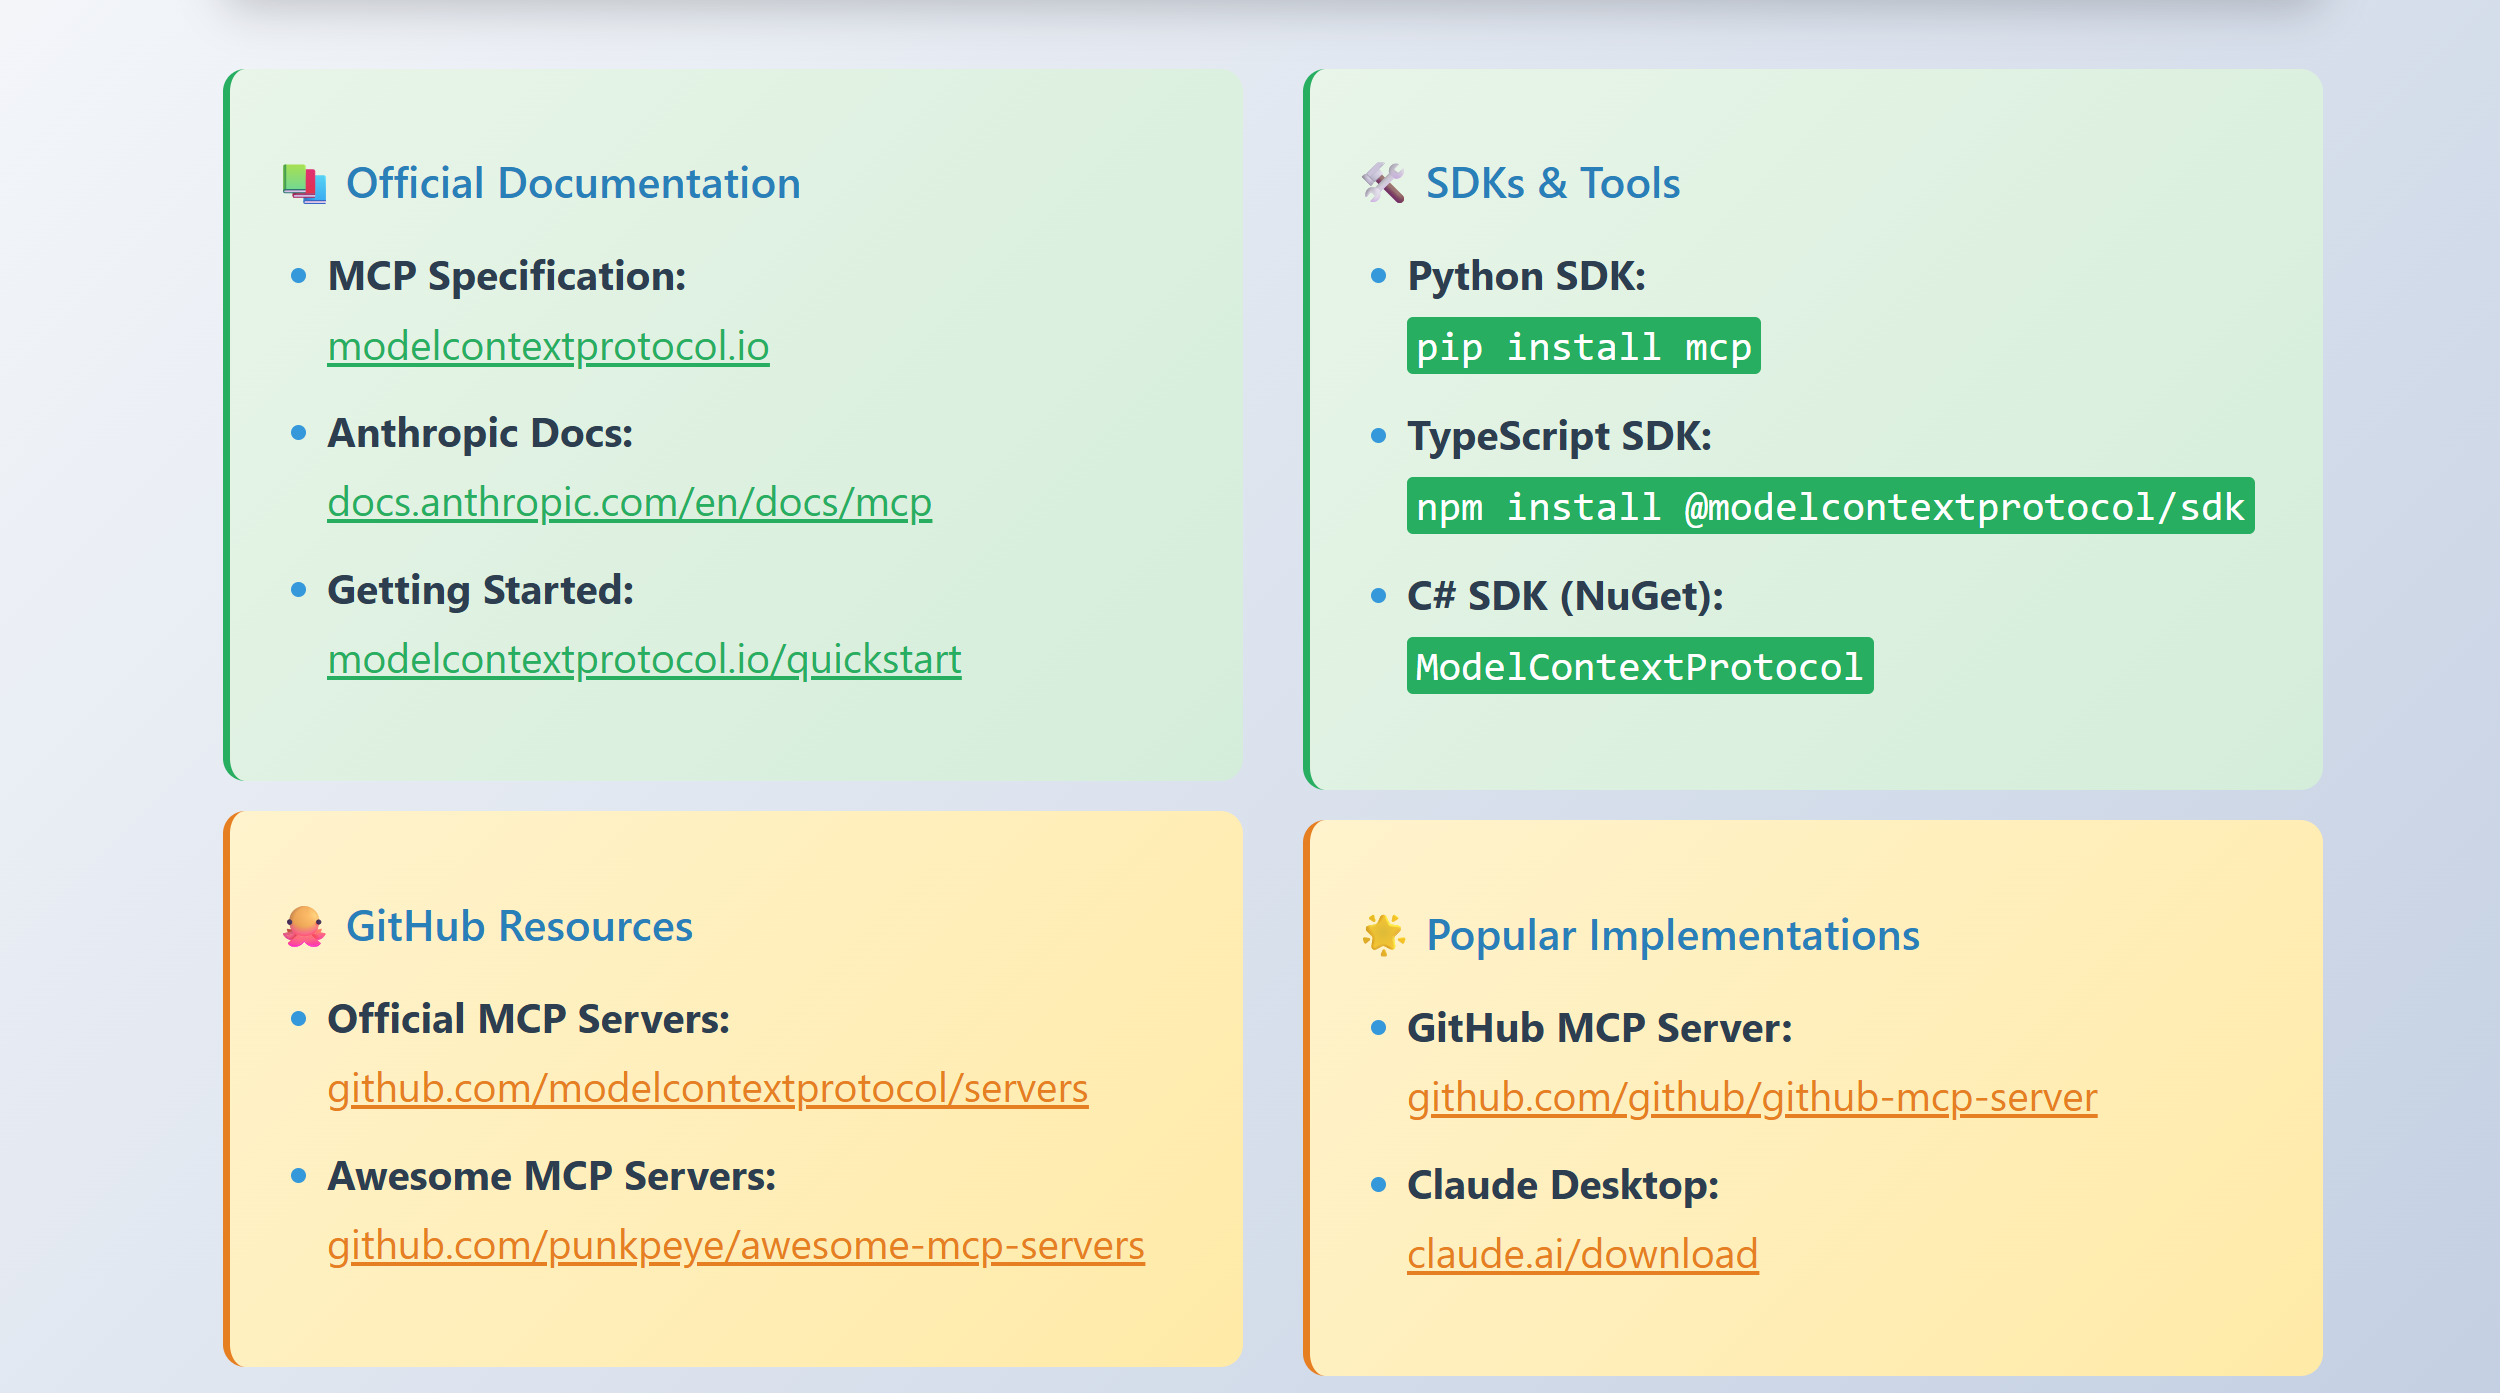 📚 Official Documentation
MCP Specification:
modelcontextprotocol.io
Anthropic Docs:
docs.anthropic.com/en/docs/mcp
Getting Started:
modelcontextprotocol.io/quickstart
🛠️ SDKs & Tools
Python SDK:
pip install mcp
TypeScript SDK:
npm install @modelcontextprotocol/sdk
C# SDK (NuGet):
ModelContextProtocol
🐙 GitHub Resources
Official MCP Servers:
github.com/modelcontextprotocol/servers
Awesome MCP Servers:
github.com/punkpeye/awesome-mcp-servers
🌟 Popular Implementations
GitHub MCP Server:
github.com/github/github-mcp-server
Claude Desktop:
claude.ai/download